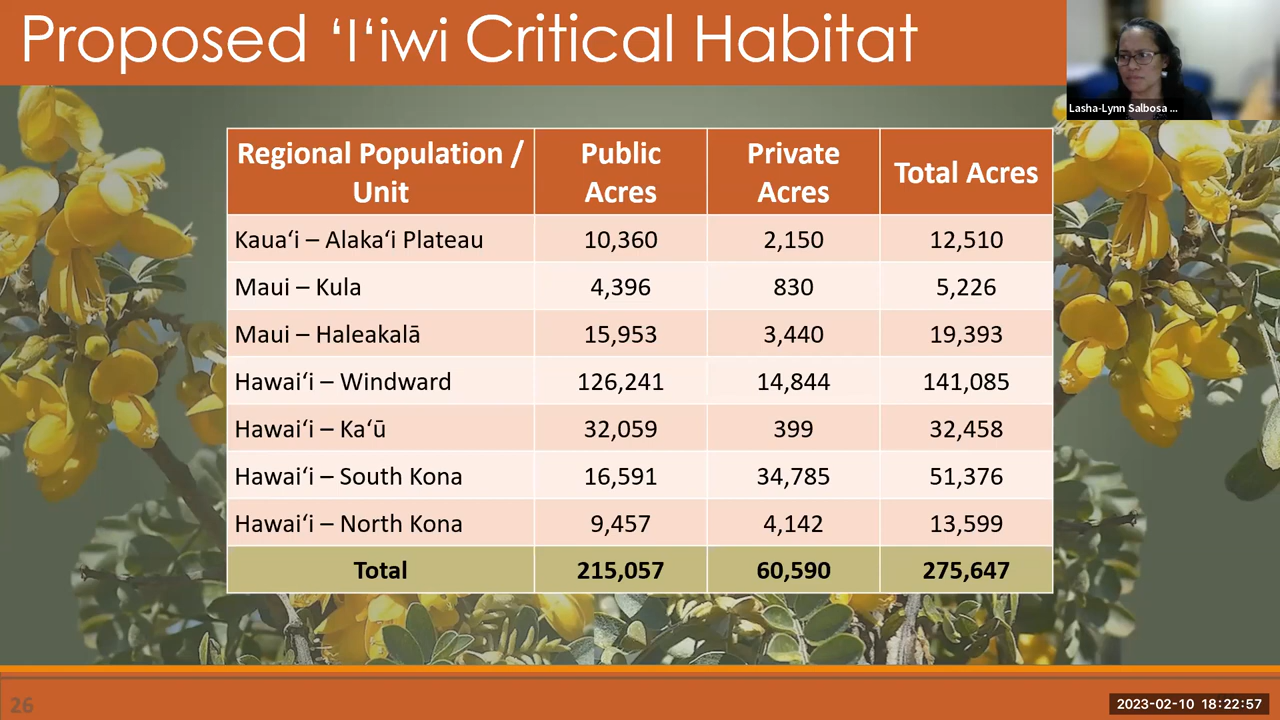 Proposed ʻIʻiwi Critical Habitat
Lasha-Lynn Salbosa ...
Regional Population / Unit Public Acres Private Acres Total Acres
Kauaʻi – Alakaʻi Plateau 10,360 2,150 12,510
Maui – Kula 4,396 830 5,226
Maui – Haleakalā 15,953 3,440 19,393
Hawaiʻi – Windward 126,241 14,844 141,085
Hawaiʻi – Kaʻū 32,059 399 32,458
Hawaiʻi – South Kona 16,591 34,785 51,376
Hawaiʻi – North Kona 9,457 4,142 13,599
Total 215,057 60,590 275,647
26
2023-02-10 18:22:57